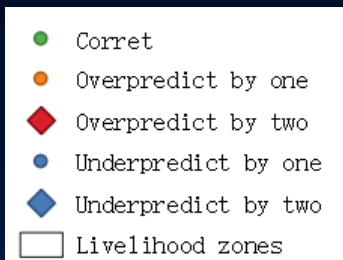 Corret
Overpredict by one
Overpredict by two
Underpredict by one
Underpredict by two
Livelihood zones